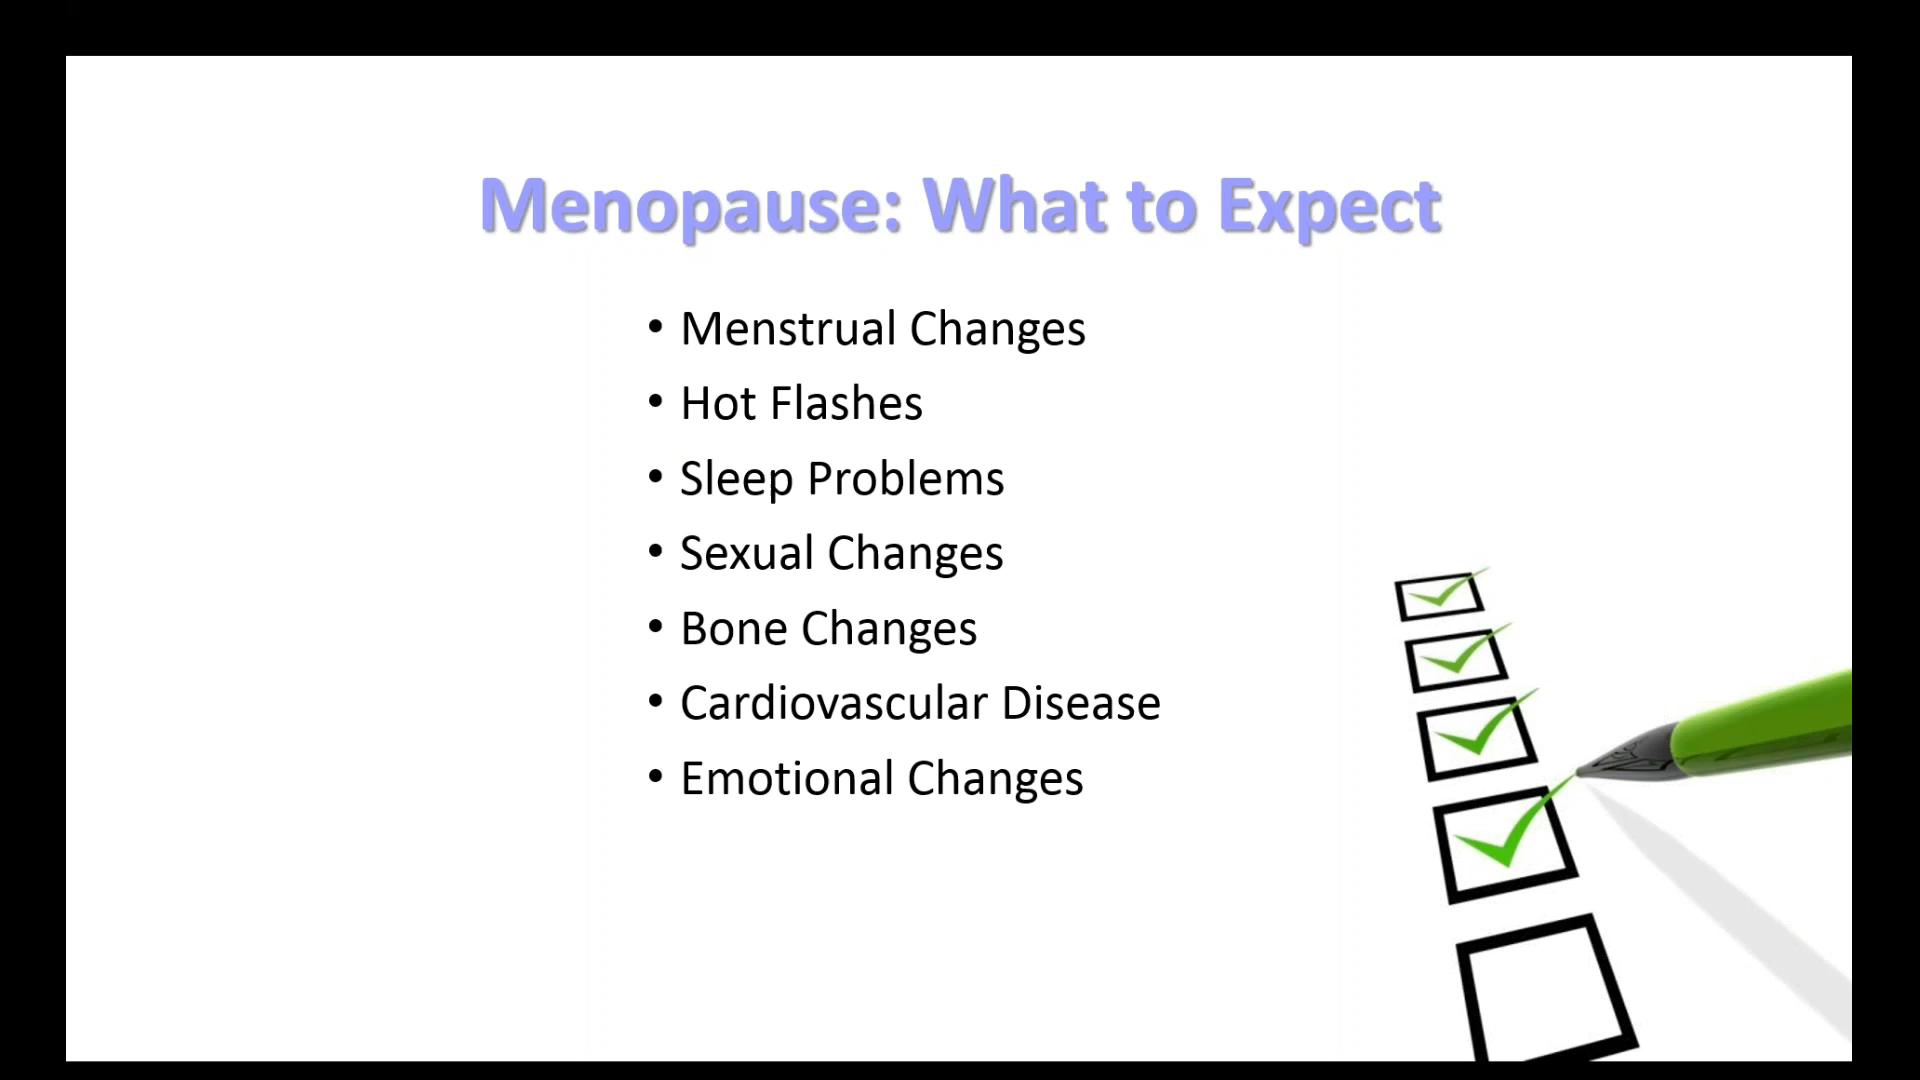 Menopause: What to Expect
• Menstrual Changes
• Hot Flashes
• Sleep Problems
• Sexual Changes
• Bone Changes
• Cardiovascular Disease
• Emotional Changes